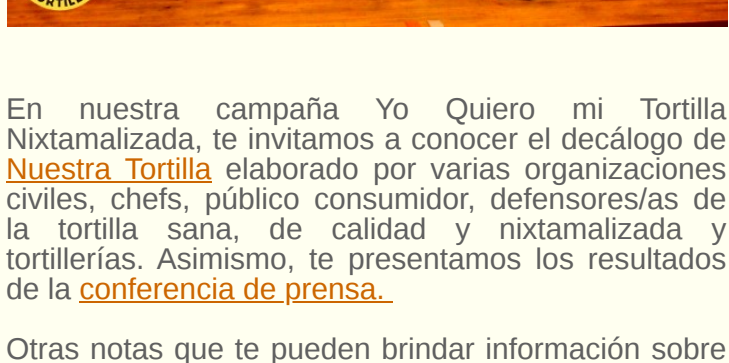 TORTILL
En nuestra campaña Yo Quiero mi Tortilla
Nixtamalizada, te invitamos a conocer el decálogo de
Nuestra Tortilla elaborado por varias organizaciones
civiles, chefs, público consumidor, defensores/as de
la tortilla sana, de calidad y nixtamalizada y
tortillerías. Asimismo, te presentamos los resultados
de la conferencia de prensa.
Otras notas que te pueden brindar información sobre